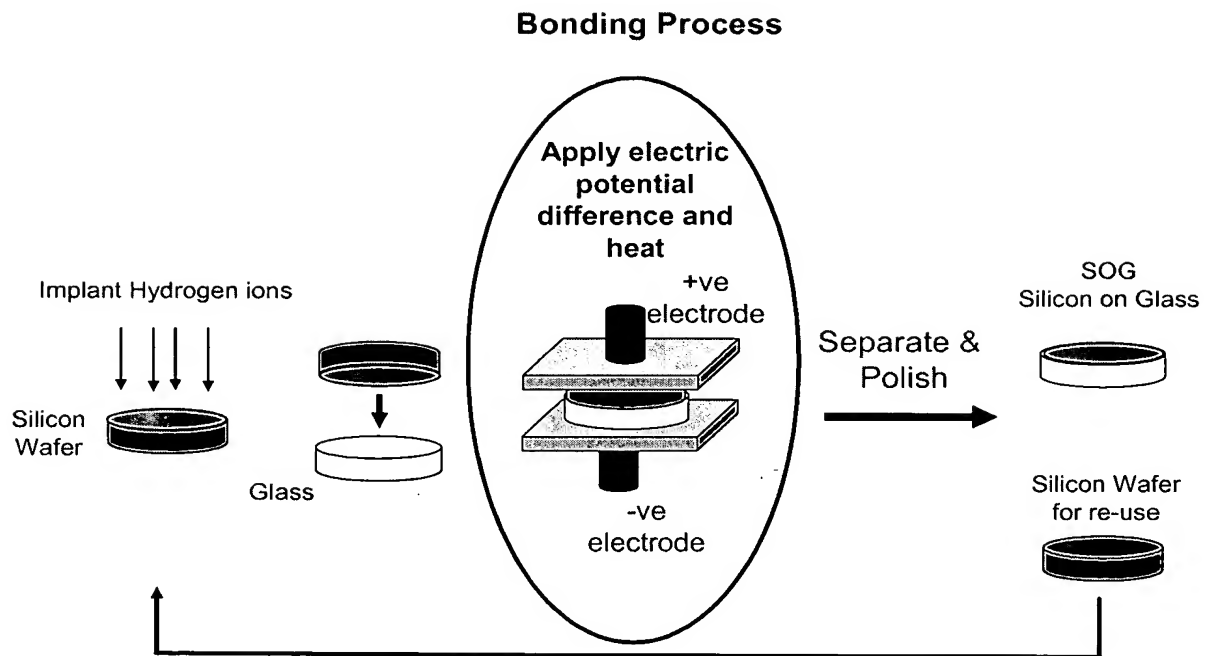 Bonding Process
Apply electric
potential
difference and
heat
+ve
electrode
-ve
electrode
Implant Hydrogen ions
Silicon
Wafer
Glass
Separate &
Polish
SOG
Silicon on Glass
Silicon Wafer
for re-use